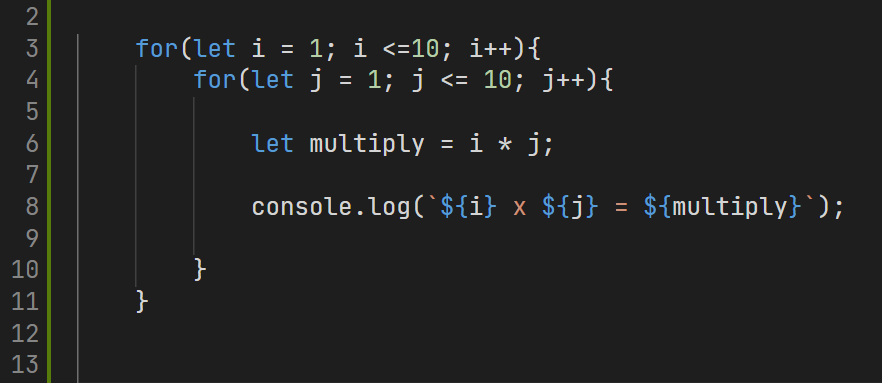 2
3 for(let i = 1; i <=10; i++){
4 for(let j = 1; j <= 10; j++){
5
6 let multiply = i * j;
7
8 console.log(`${i} x ${j} = ${multiply}`);
9
10 }
11 }
12
13